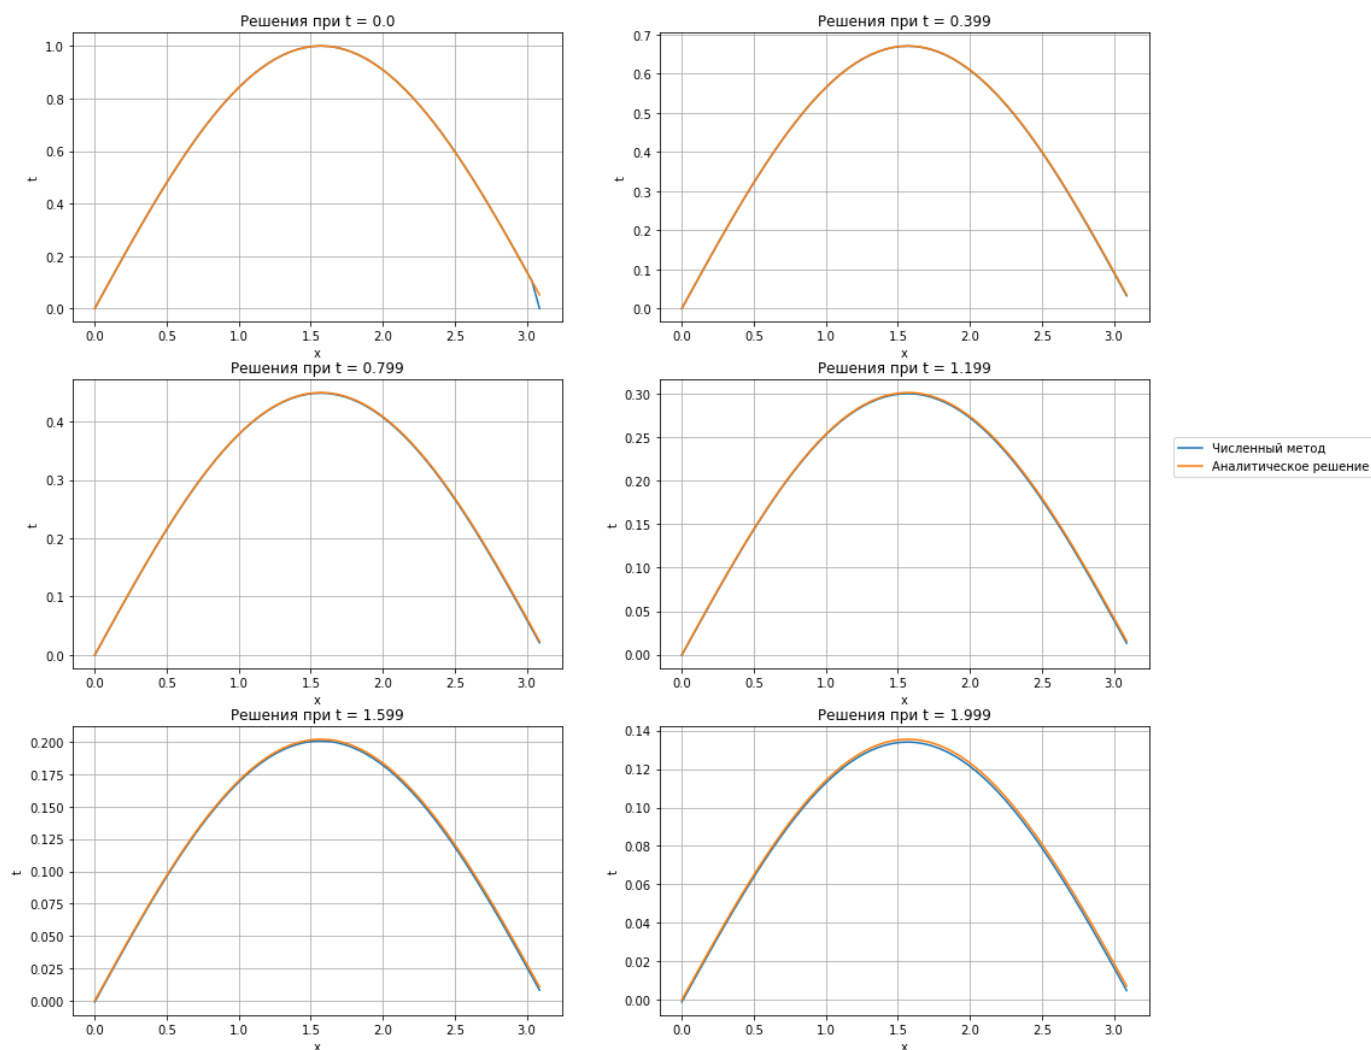 Решения при t = 0.0
1.0
0.8
0.6
0.4
0.2
0.0
t
0.0 0.5 1.0 1.5 2.0 2.5 3.0
x
Решения при t = 0.399
0.7
0.6
0.5
0.4
0.3
0.2
0.1
0.0
t
0.0 0.5 1.0 1.5 2.0 2.5 3.0
x
Решения при t = 0.799
0.4
0.3
0.2
0.1
0.0
t
0.0 0.5 1.0 1.5 2.0 2.5 3.0
x
Решения при t = 1.199
0.30
0.25
0.20
0.15
0.10
0.05
0.00
t
0.0 0.5 1.0 1.5 2.0 2.5 3.0
x
Численный метод
Аналитическое решение
Решения при t = 1.599
0.200
0.175
0.150
0.125
0.100
0.075
0.050
0.025
0.000
t
0.0 0.5 1.0 1.5 2.0 2.5 3.0
x
Решения при t = 1.999
0.14
0.12
0.10
0.08
0.06
0.04
0.02
0.00
t
0.0 0.5 1.0 1.5 2.0 2.5 3.0
x